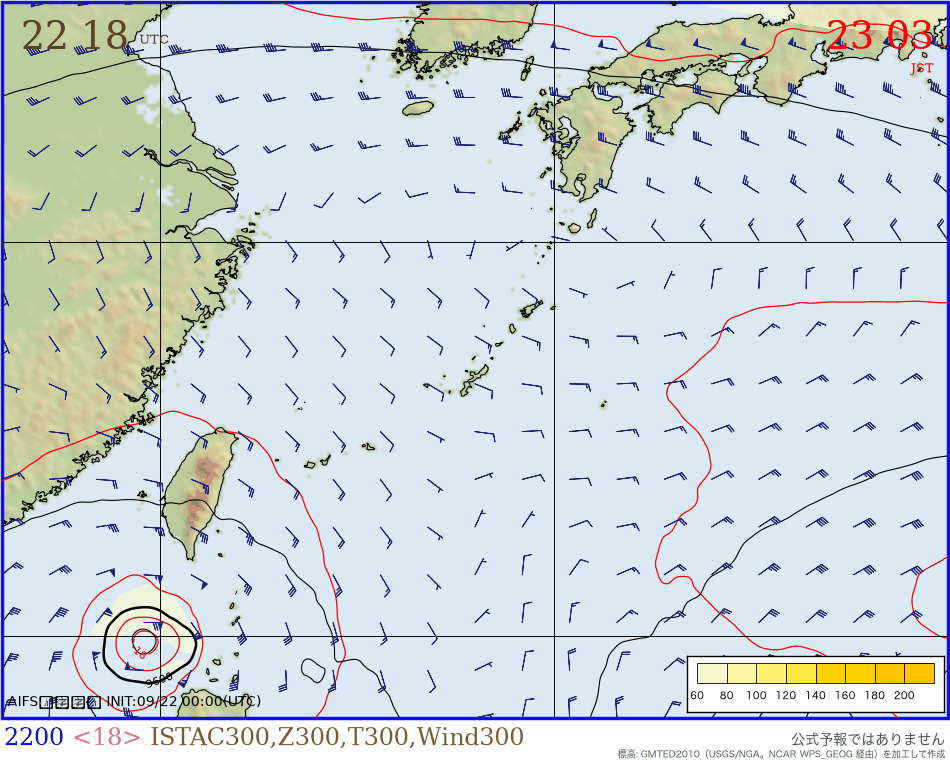 22 18 UTC
23 03
JST
-18
9600
AIFS INIT:09/22 00:00(UTC)
60 80 100 120 140 160 180 200
2200 <18> ISTAC300,Z300,T300,Wind300
公式予報ではありません
標高: GMTED2010（USGS/NGA。NCAR WPS_GEOG 経由）を加工して作成